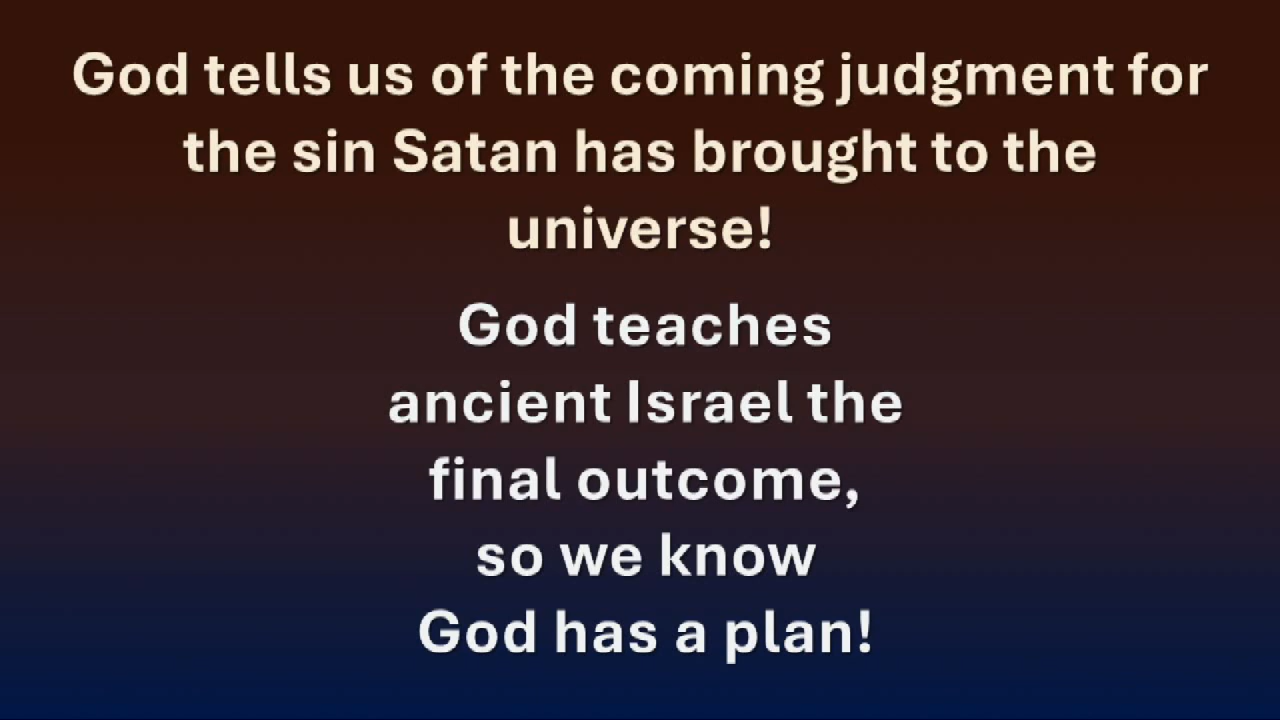 God tells us of the coming judgment for
the sin Satan has brought to the
universe!
God teaches
ancient Israel the
final outcome,
so we know
God has a plan!